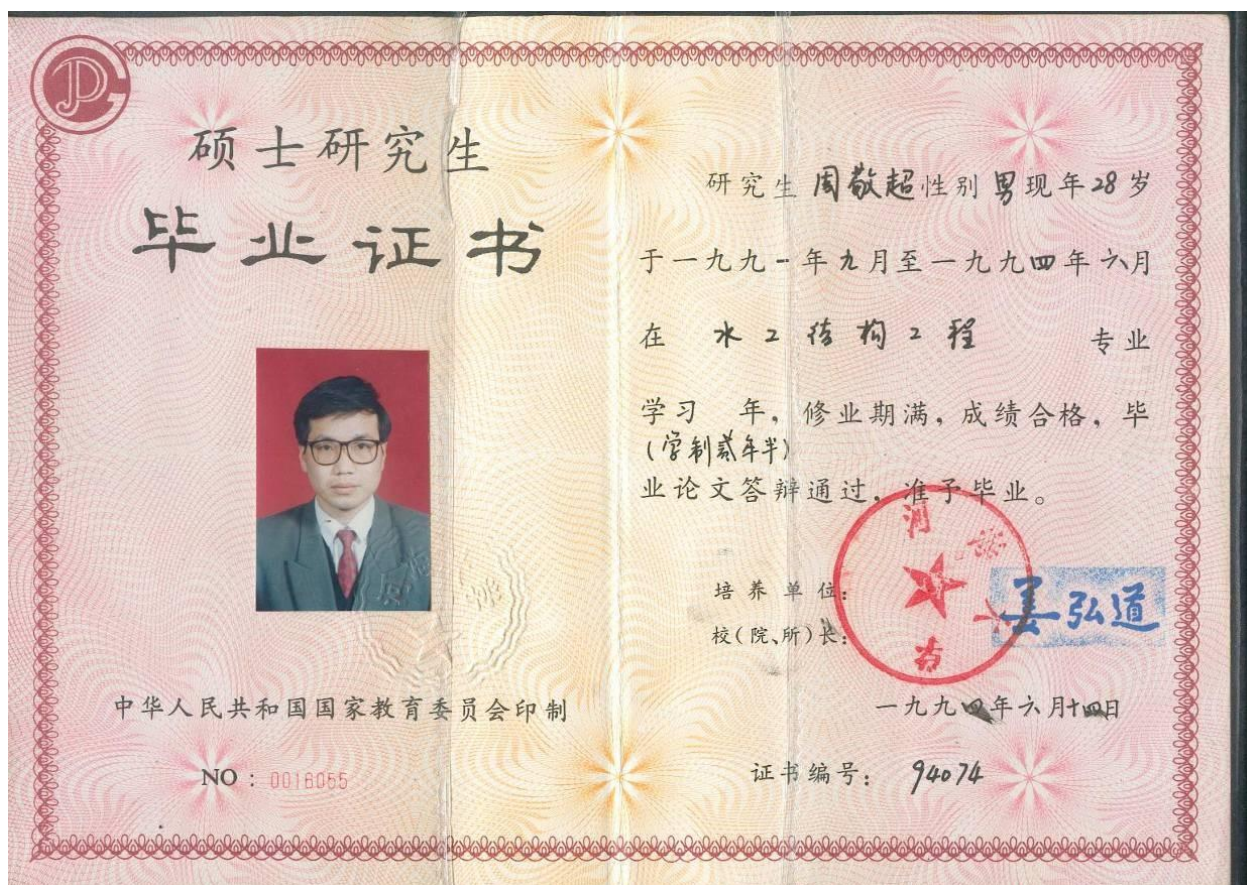 硕士研究生
毕业证书
中华人民共和国国家教育委员会印制
NO：0016055
研究生 周敬超 性别 男 现年 28 岁
于一九九一年九月至一九九四年六月
在 水工结构工程 专业
学习 年，修业期满，成绩合格，毕
(学制贰年半)
业论文答辩通过，准予毕业。
培养单位：
校(院、所)长：
河海大学
姜弘道
一九九四年六月十四日
证书编号：94074